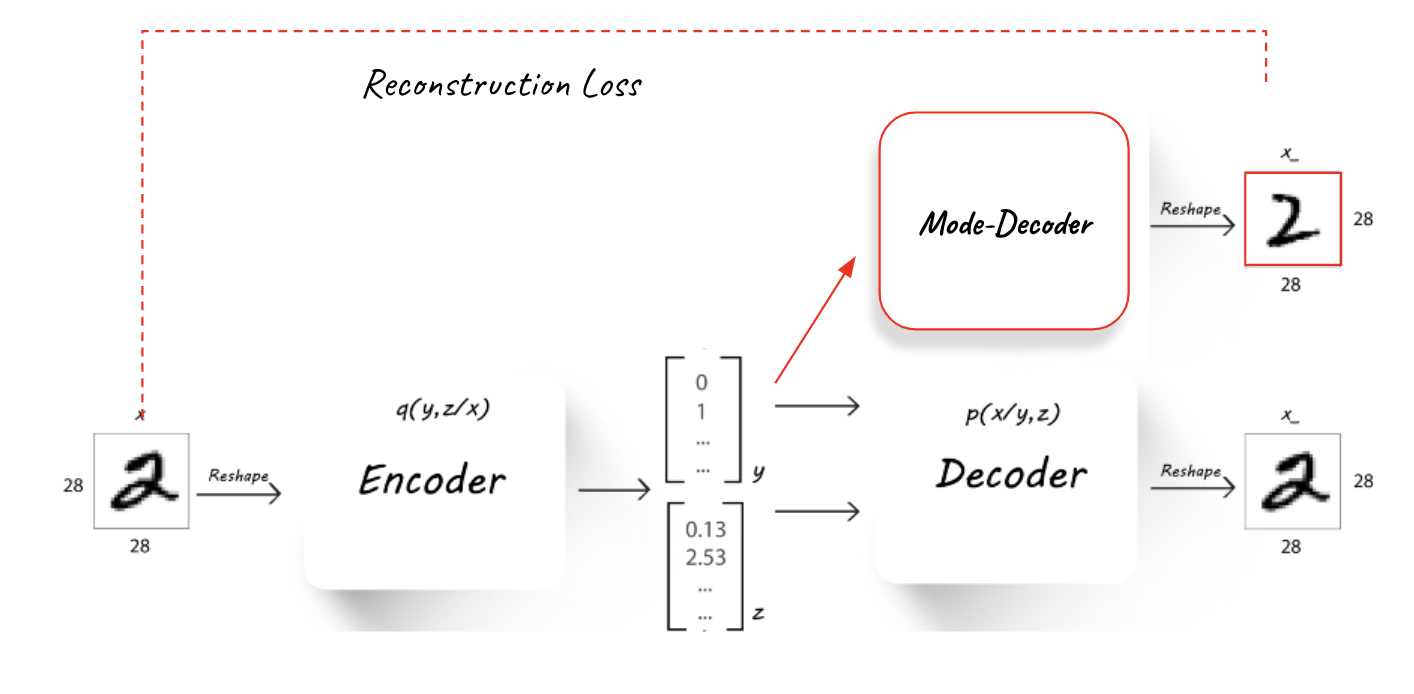 Reconstruction Loss
x_
Mode-Decoder
Reshape
28
28
0
1
...
...
y
x
q(y,z/x)
p(x/y,z)
x_
28
Reshape
Encoder
Decoder
Reshape
28
28
28
0.13
2.53
...
...
z